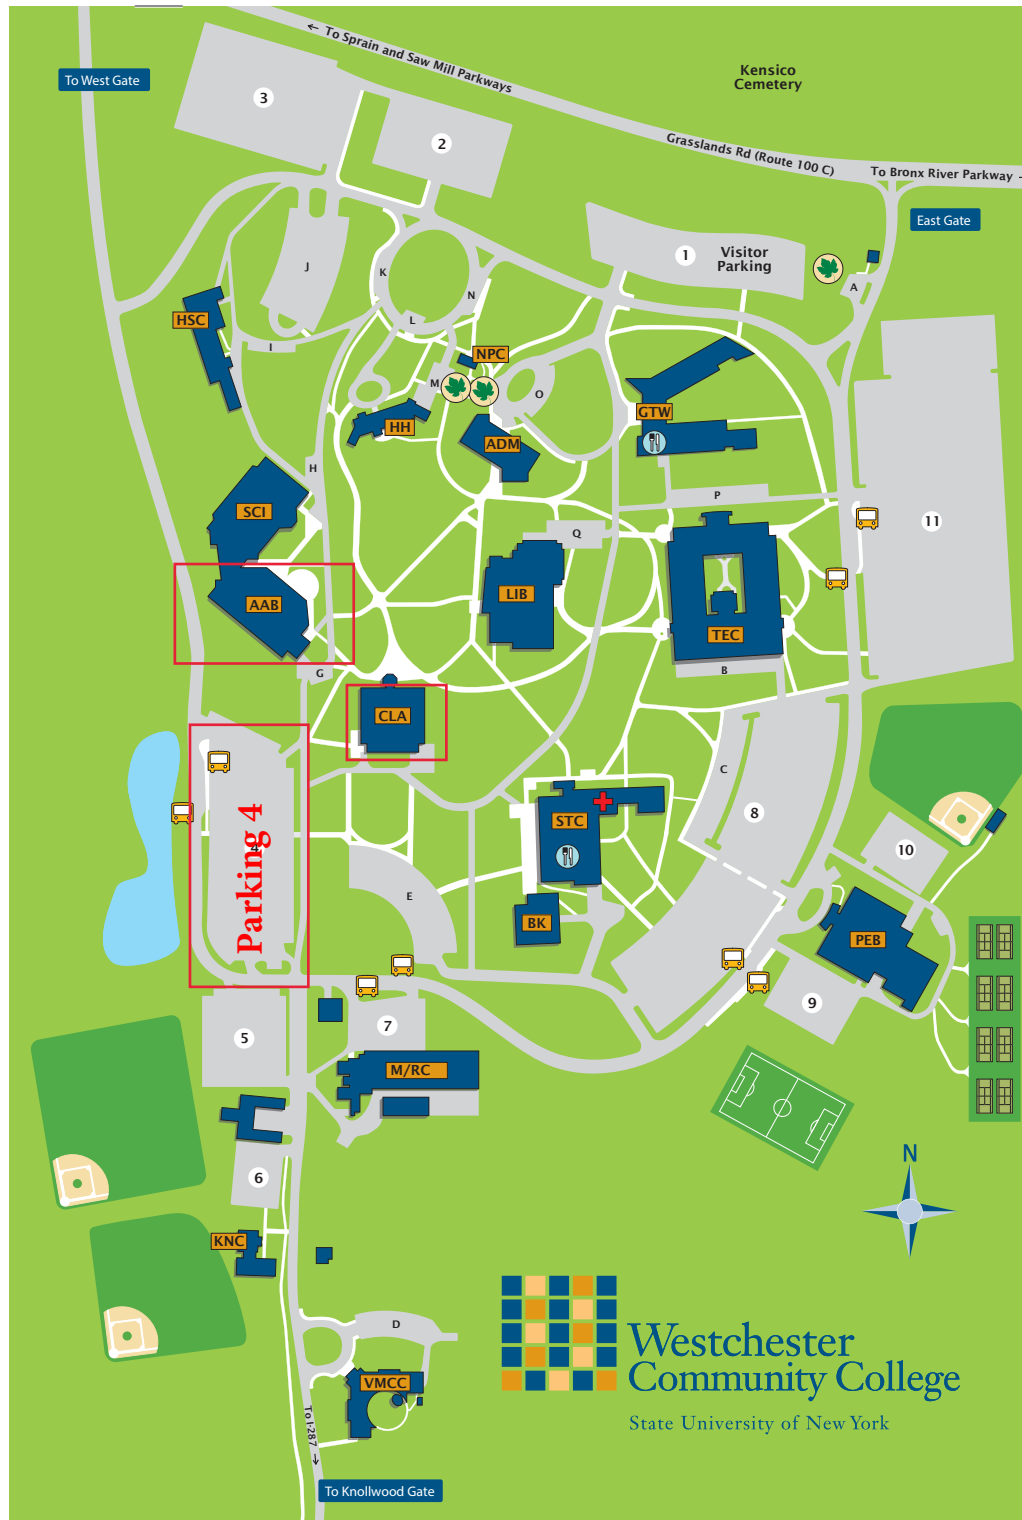 ← To Sprain and Saw Mill Parkways
Kensico
Cemetery
To West Gate
3
2
Grasslands Rd (Route 100 C)
To Bronx River Parkway →
East Gate
1
Visitor
Parking
A
J
K
N
L
HSC
I
NPC
M
O
GTW
HH
ADM
H
P
SCI
Q
11
AAB
LIB
TEC
G
B
CLA
C
4
Parking 4
STC
8
10
E
BK
PEB
9
5
7
M/RC
6
N
KNC
D
VMCC
Westchester
Community College
State University of New York
To I-287 →
To Knollwood Gate